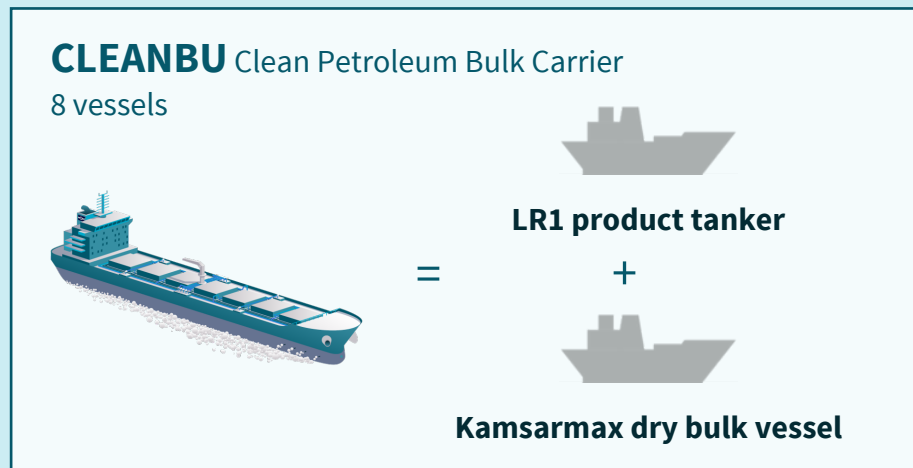 CLEANBU Clean Petroleum Bulk Carrier
8 vessels
LR1 product tanker
= +
Kamsarmax dry bulk vessel